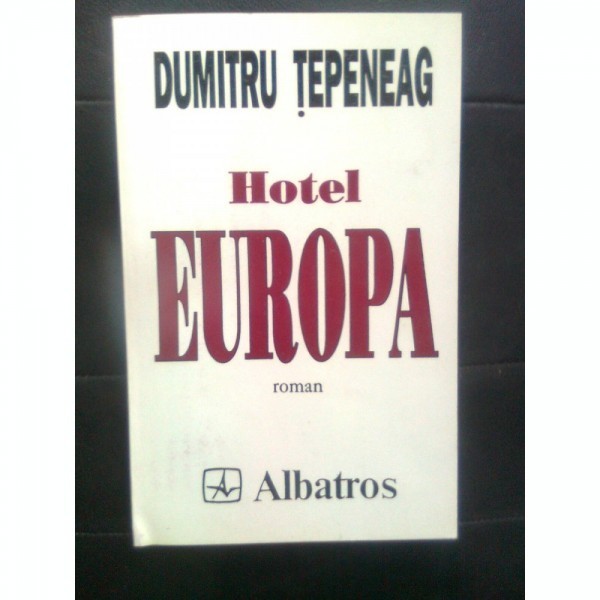 DUMITRU ȚEPENEAG
Hotel
EUROPA
roman
Albatros